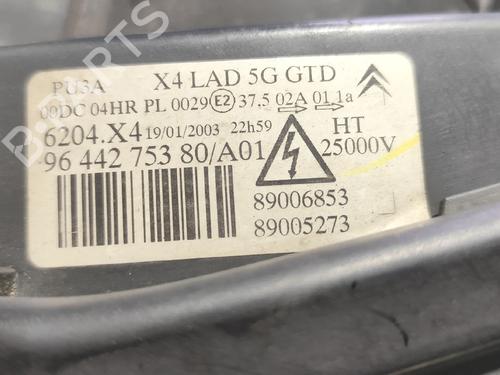 PU3A X4 LAD 5G GTD
00DC 04HR PL 0029 E2 37.5 02A 01 1a
6204.X4 19/01/2003 22h59 HT
96 442 753 80/A01 25000V
89006853
89005273
B-PARTS